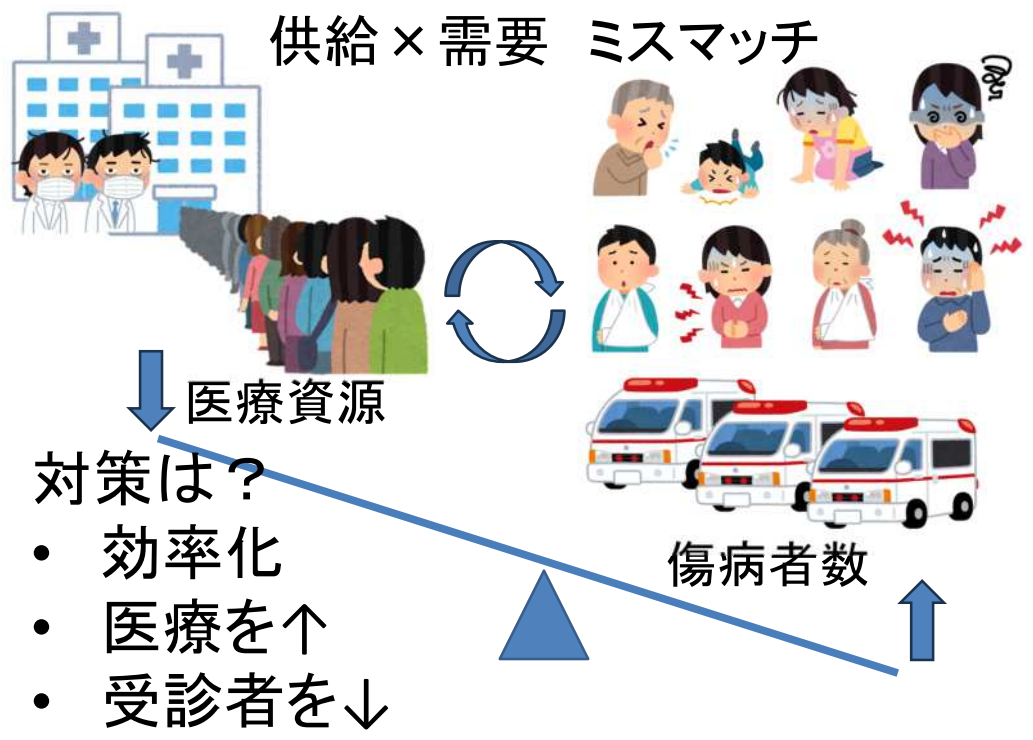 供給×需要　ミスマッチ
医療資源
対策は？
• 効率化
• 医療を↑
• 受診者を↓
傷病者数